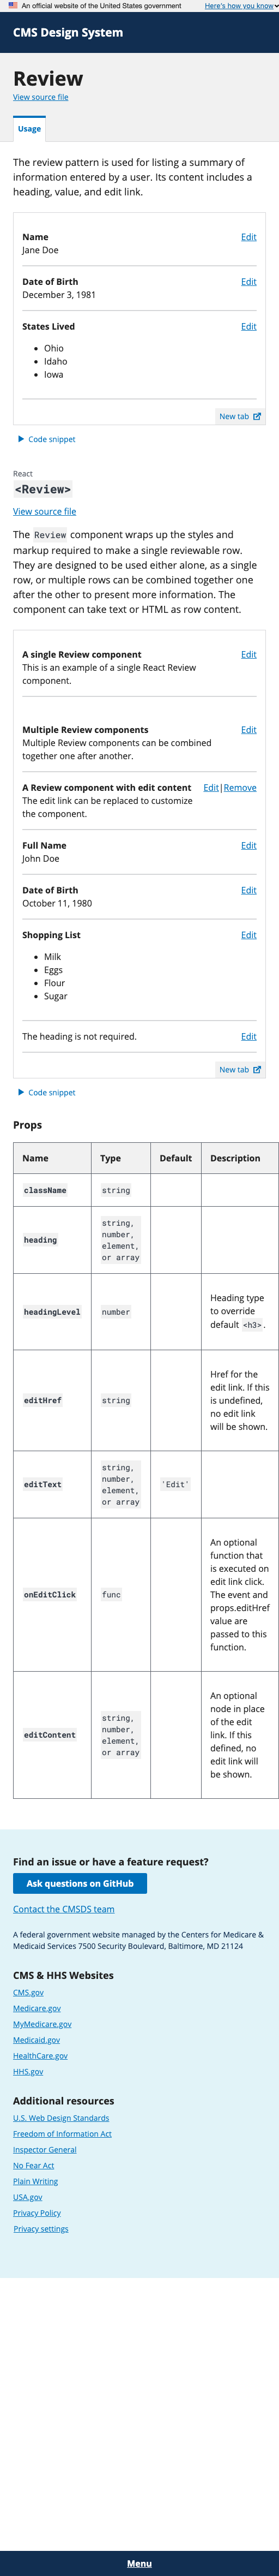 An official website of the United States government
Here's how you know
CMS Design System
Review
View source file
Usage
The review pattern is used for listing a summary of
information entered by a user. Its content includes a
heading, value, and edit link.
Name
Edit
Jane Doe
Date of Birth
Edit
December 3, 1981
States Lived
Edit
Ohio
Idaho
Iowa
New tab
Code snippet
React
<Review>
View source file
The Review component wraps up the styles and
markup required to make a single reviewable row.
They are designed to be used either alone, as a single
row, or multiple rows can be combined together one
after the other to present more information. The
component can take text or HTML as row content.
A single Review component
Edit
This is an example of a single React Review
component.
Multiple Review components
Edit
Multiple Review components can be combined
together one after another.
A Review component with edit content
Edit|Remove
The edit link can be replaced to customize
the component.
Full Name
Edit
John Doe
Date of Birth
Edit
October 11, 1980
Shopping List
Edit
Milk
Eggs
Flour
Sugar
The heading is not required.
Edit
New tab
Code snippet
Props
Name Type Default Description
className string
heading
string,
number,
element,
or array
headingLevel number
Heading type
to override
default <h3>.
editHref string
Href for the
edit link. If this
is undefined,
no edit link
will be shown.
editText
string,
number,
element,
or array
'Edit'
onEditClick func
An optional
function that
is executed on
edit link click.
The event and
props.editHref
value are
passed to this
function.
editContent
string,
number,
element,
or array
An optional
node in place
of the edit
link. If this
defined, no
edit link will
be shown.
Find an issue or have a feature request?
Ask questions on GitHub
Contact the CMSDS team
A federal government website managed by the Centers for Medicare &
Medicaid Services 7500 Security Boulevard, Baltimore, MD 21244
CMS & HHS Websites
CMS.gov
Medicare.gov
MyMedicare.gov
Medicaid.gov
HealthCare.gov
HHS.gov
Additional resources
U.S. Web Design Standards
Freedom of Information Act
Inspector General
No Fear Act
Plain Writing
USA.gov
Privacy Policy
Privacy settings
Menu